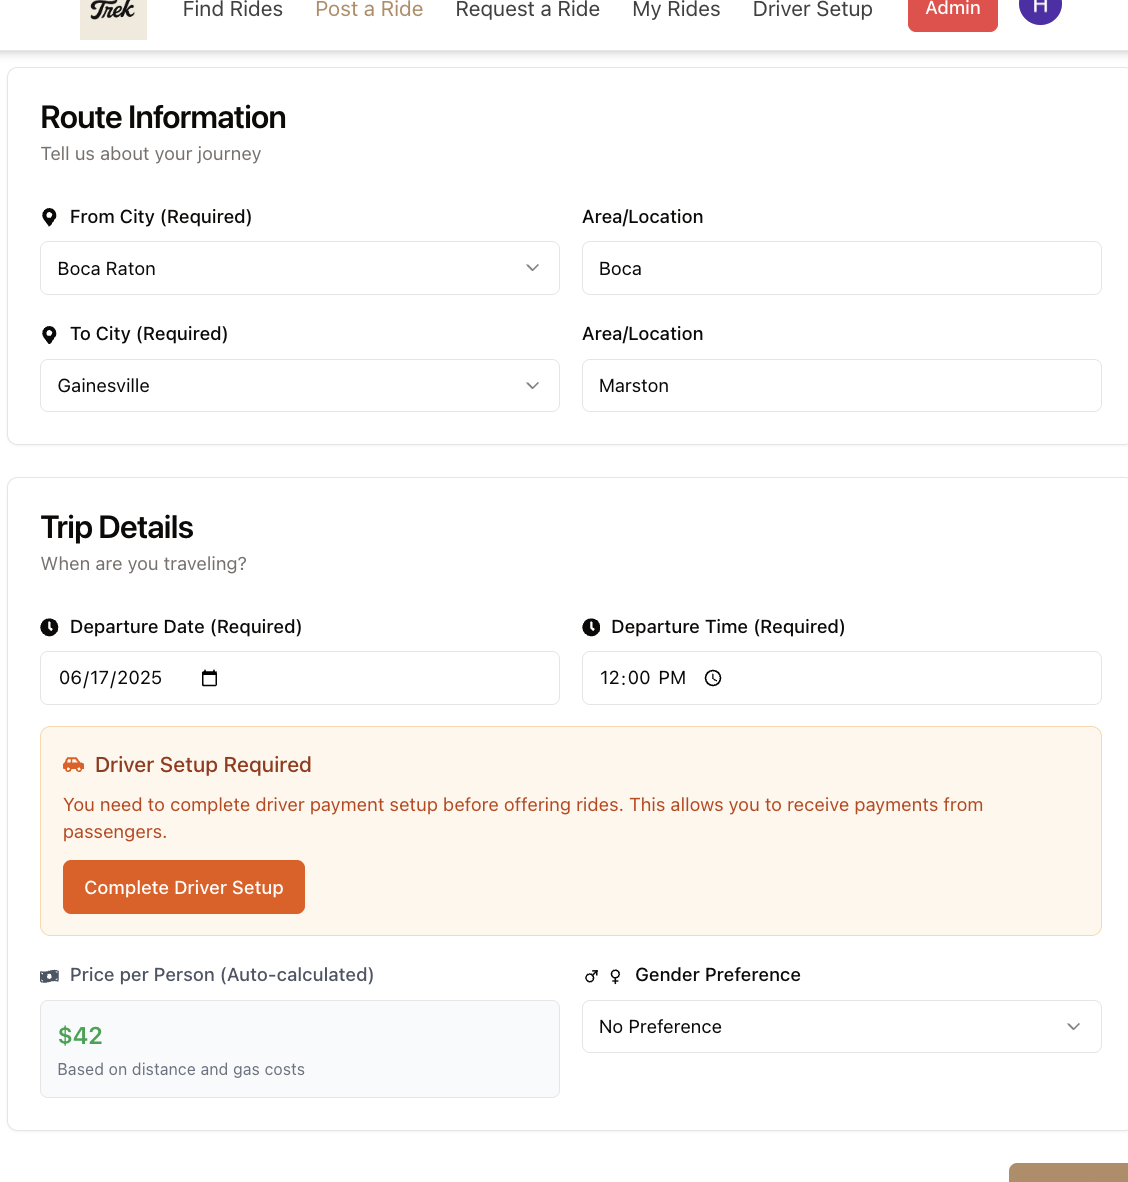 Trek Find Rides Post a Ride Request a Ride My Rides Driver Setup Admin H
Route Information
Tell us about your journey
From City (Required) Area/Location
Boca Raton Boca
To City (Required) Area/Location
Gainesville Marston
Trip Details
When are you traveling?
Departure Date (Required) Departure Time (Required)
06/17/2025 12:00 PM
Driver Setup Required
You need to complete driver payment setup before offering rides. This allows you to receive payments from
passengers.
Complete Driver Setup
Price per Person (Auto-calculated) Gender Preference
$42 No Preference
Based on distance and gas costs